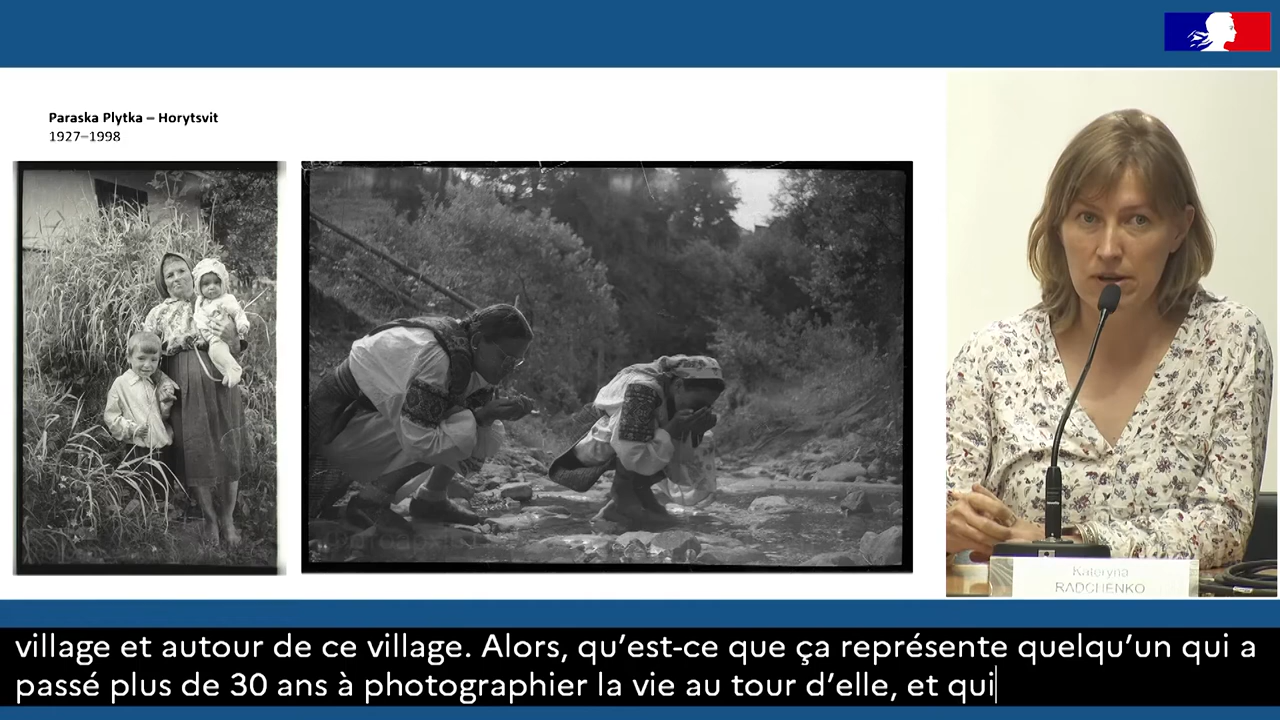 Paraska Plytka – Horytsvit
1927–1998
Kateryna
RADCHENKO
village et autour de ce village. Alors, qu’est-ce que ça représente quelqu’un qui a
passé plus de 30 ans à photographier la vie au tour d’elle, et qui